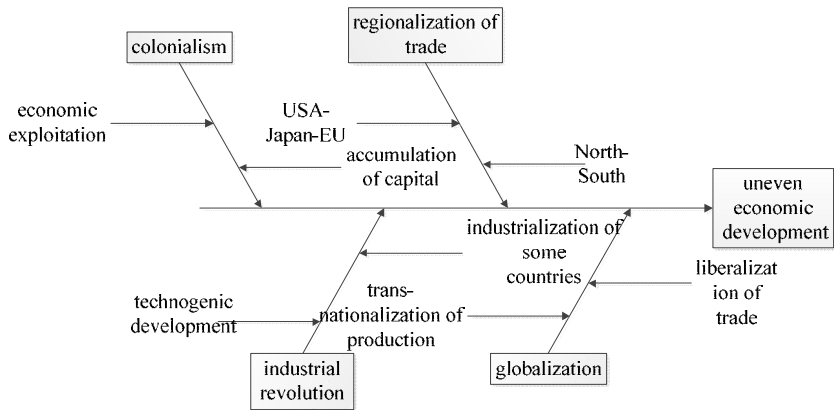 regionalization of
trade
colonialism
economic
exploitation
USA-
Japan-EU
accumulation
of capital
North-
South
uneven
economic
development
industrialization of
some
countries
liberalizat
ion of
trade
technogenic
development
trans-
nationalization of
production
industrial
revolution
globalization